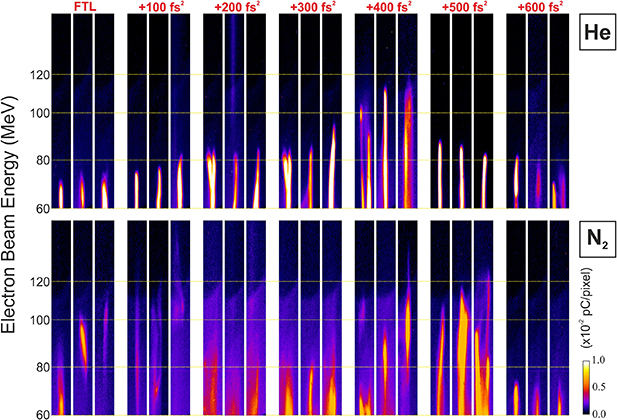 FTL +100 fs² +200 fs² +300 fs² +400 fs² +500 fs² +600 fs²
He
Electron Beam Energy (MeV)
120
100
80
60
N₂
120
100
80
60
(x10⁻² pC/pixel)
1.0
0.5
0.0